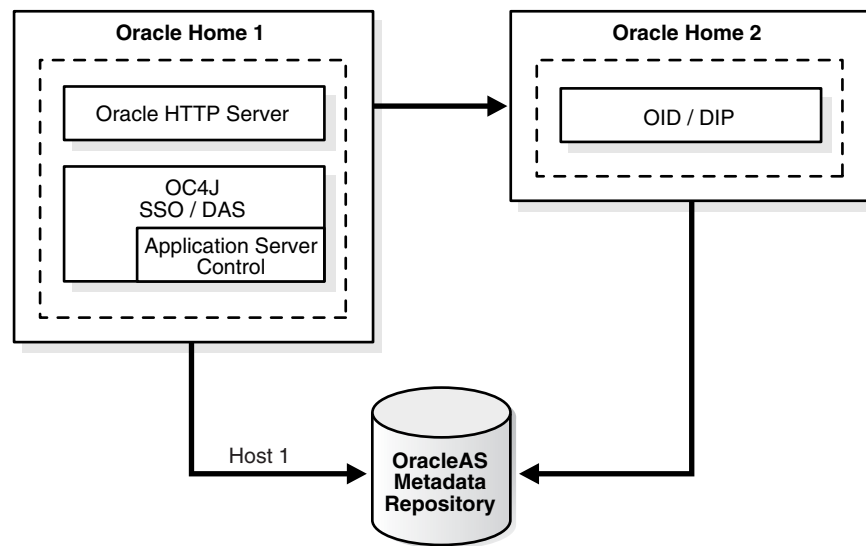 Oracle Home 1
Oracle HTTP Server
OC4J
SSO / DAS
Application Server
Control
Oracle Home 2
OID / DIP
Host 1
OracleAS
Metadata
Repository